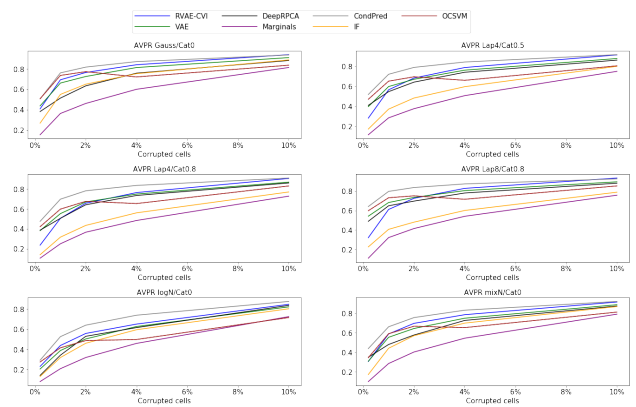 RVAE-CVI DeepRPCA CondPred OCSVM
VAE Marginals IF
AVPR Gauss/Cat0
0.8
0.6
0.4
0.2
0% 2% 4% 6% 8% 10%
Corrupted cells
AVPR Lap4/Cat0.5
0.8
0.6
0.4
0.2
0% 2% 4% 6% 8% 10%
Corrupted cells
AVPR Lap4/Cat0.8
0.8
0.6
0.4
0.2
0% 2% 4% 6% 8% 10%
Corrupted cells
AVPR Lap8/Cat0.8
0.8
0.6
0.4
0.2
0% 2% 4% 6% 8% 10%
Corrupted cells
AVPR logN/Cat0
0.8
0.6
0.4
0.2
0% 2% 4% 6% 8% 10%
Corrupted cells
AVPR mixN/Cat0
0.8
0.6
0.4
0.2
0% 2% 4% 6% 8% 10%
Corrupted cells